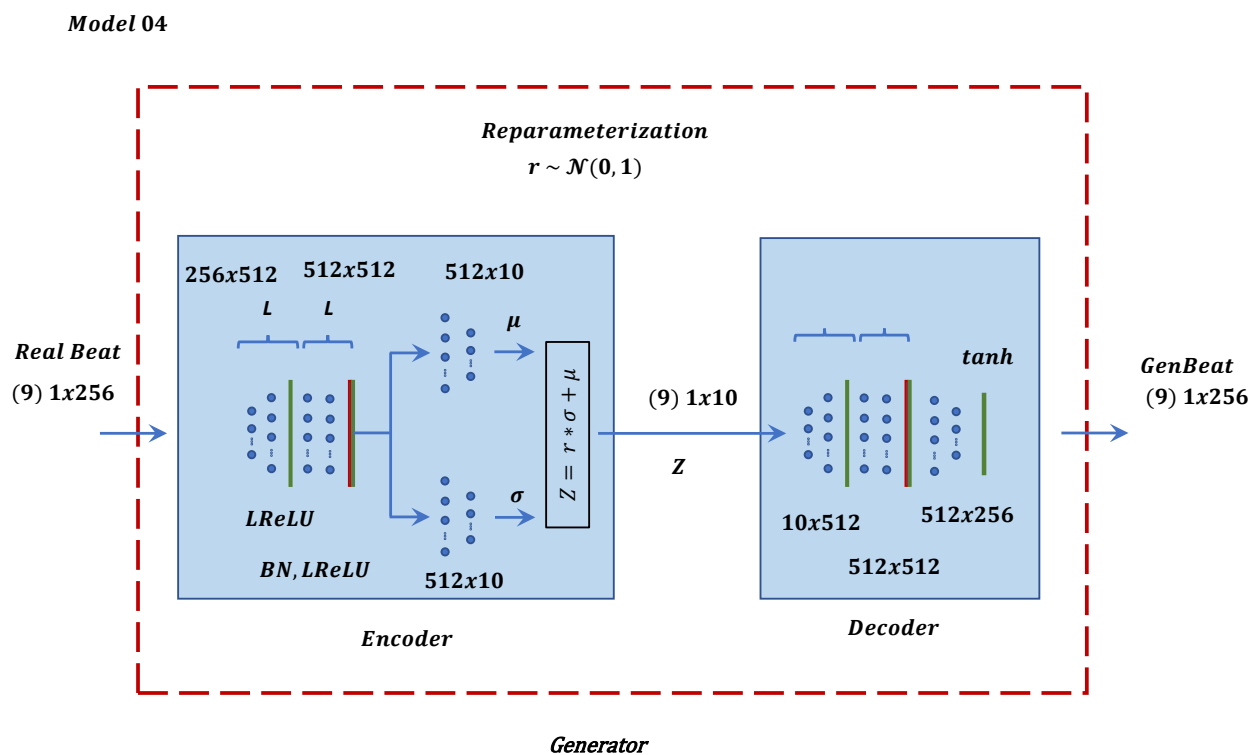 Model 04
Reparameterization
r ~ 𝒩(0, 1)
256x512
512x512
512x10
L
L
μ
Real Beat
(9) 1x256
Z = r * σ + μ
(9) 1x10
Z
tanh
GenBeat
(9) 1x256
LReLU
BN, LReLU
σ
512x10
10x512
512x512
512x256
Encoder
Decoder
Generator